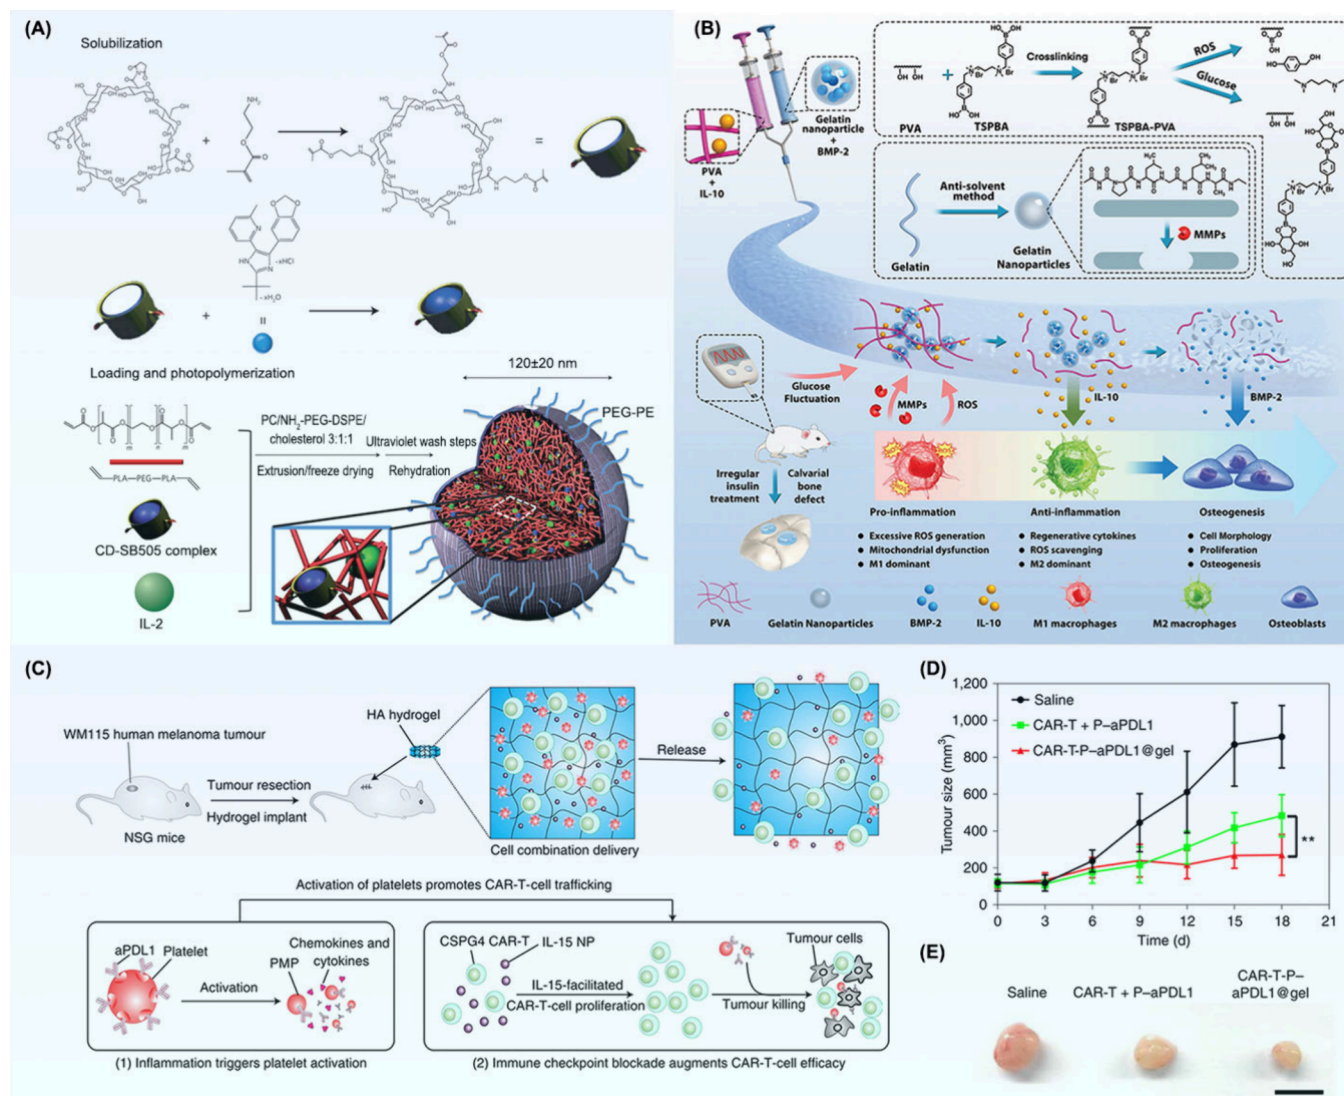 (A)
Solubilization
+
=
+
II
Loading and photopolymerization
CD-SB505 complex
IL-2
PC/NH2-PEG-DSPE/
cholesterol 3:1:1
Extrusion/freeze drying
Ultraviolet wash steps
Rehydration
120±20 nm
PEG-PE
PLA—PEG—PLA
(B)
PVA
+
IL-10
Gelatin
nanoparticle
+
BMP-2
Crosslinking
ROS
Glucose
PVA
+
TSPBA
TSPBA-PVA
Anti-solvent
method
Gelatin
Gelatin
Nanoparticles
MMPs
Glucose
Fluctuation
MMPs
ROS
IL-10
BMP-2
Irregular
insulin
treatment
Calvarial
bone
defect
Pro-inflammation
● Excessive ROS generation
● Mitochondrial dysfunction
● M1 dominant
Anti-inflammation
● Regenerative cytokines
● ROS scavenging
● M2 dominant
Osteogenesis
● Cell Morphology
● Proliferation
● Osteogenesis
PVA
Gelatin Nanoparticles
BMP-2
IL-10
M1 macrophages
M2 macrophages
Osteoblasts
(C)
WM115 human melanoma tumour
NSG mice
Tumour resection
Hydrogel implant
HA hydrogel
Cell combination delivery
Release
Activation of platelets promotes CAR-T-cell trafficking
aPDL1
Platelet
Activation
PMP
Chemokines and
cytokines
(1) Inflammation triggers platelet activation
CSPG4 CAR-T
IL-15 NP
IL-15-facilitated
CAR-T-cell proliferation
Tumour killing
Tumour cells
(2) Immune checkpoint blockade augments CAR-T-cell efficacy
(D)
Saline
CAR-T + P–aPDL1
CAR-T-P–aPDL1@gel
Tumour size (mm3)
1,200
1,000
800
600
400
200
0
**
0 3 6 9 12 15 18 21
Time (d)
(E)
Saline
CAR-T + P–aPDL1
CAR-T-P–
aPDL1@gel